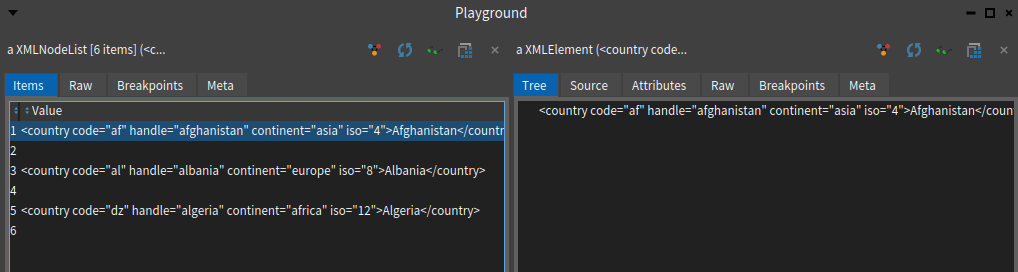 Playground
a XMLNodeList [6 items] (<c...
a XMLElement (<country code...
Items Raw Breakpoints Meta
Tree Source Attributes Raw Breakpoints Meta
Value
1 <country code="af" handle="afghanistan" continent="asia" iso="4">Afghanistan</countr
<country code="af" handle="afghanistan" continent="asia" iso="4">Afghanistan</coun
2
3 <country code="al" handle="albania" continent="europe" iso="8">Albania</country>
4
5 <country code="dz" handle="algeria" continent="africa" iso="12">Algeria</country>
6